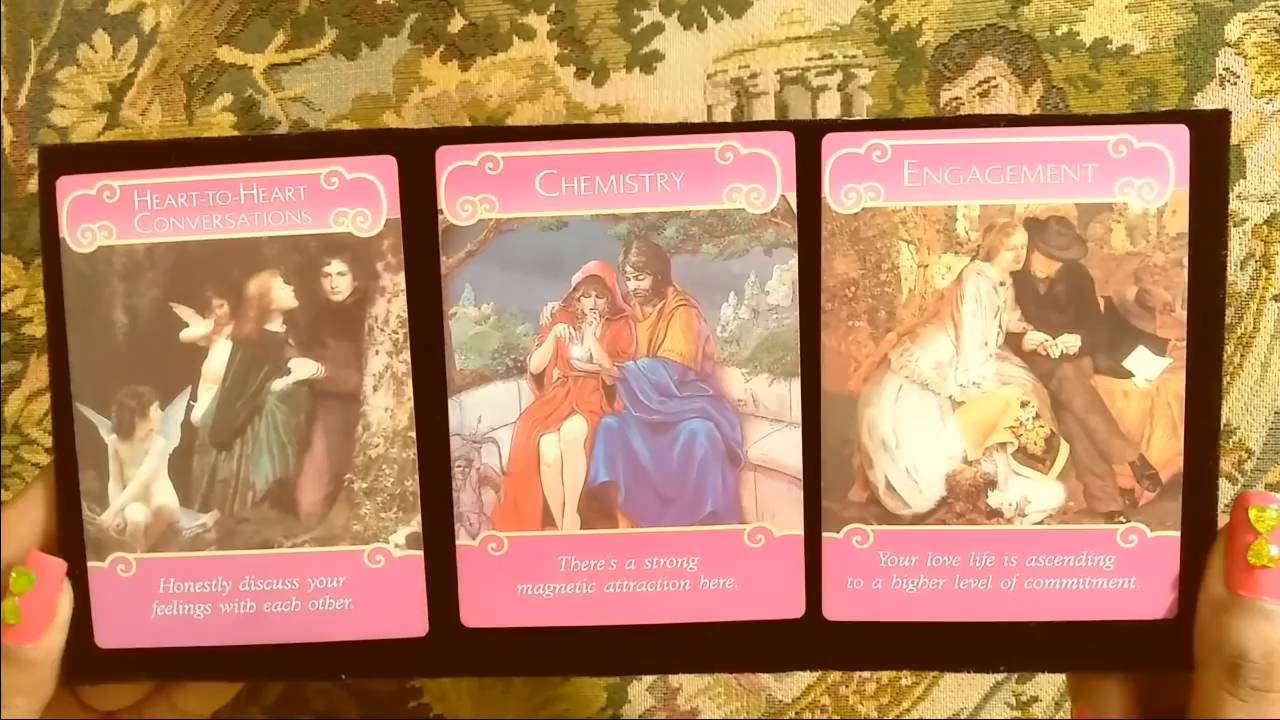 HEART-TO-HEART
CONVERSATIONS
Honestly discuss your
feelings with each other.
CHEMISTRY
There's a strong
magnetic attraction here.
ENGAGEMENT
Your love life is ascending
to a higher level of commitment.